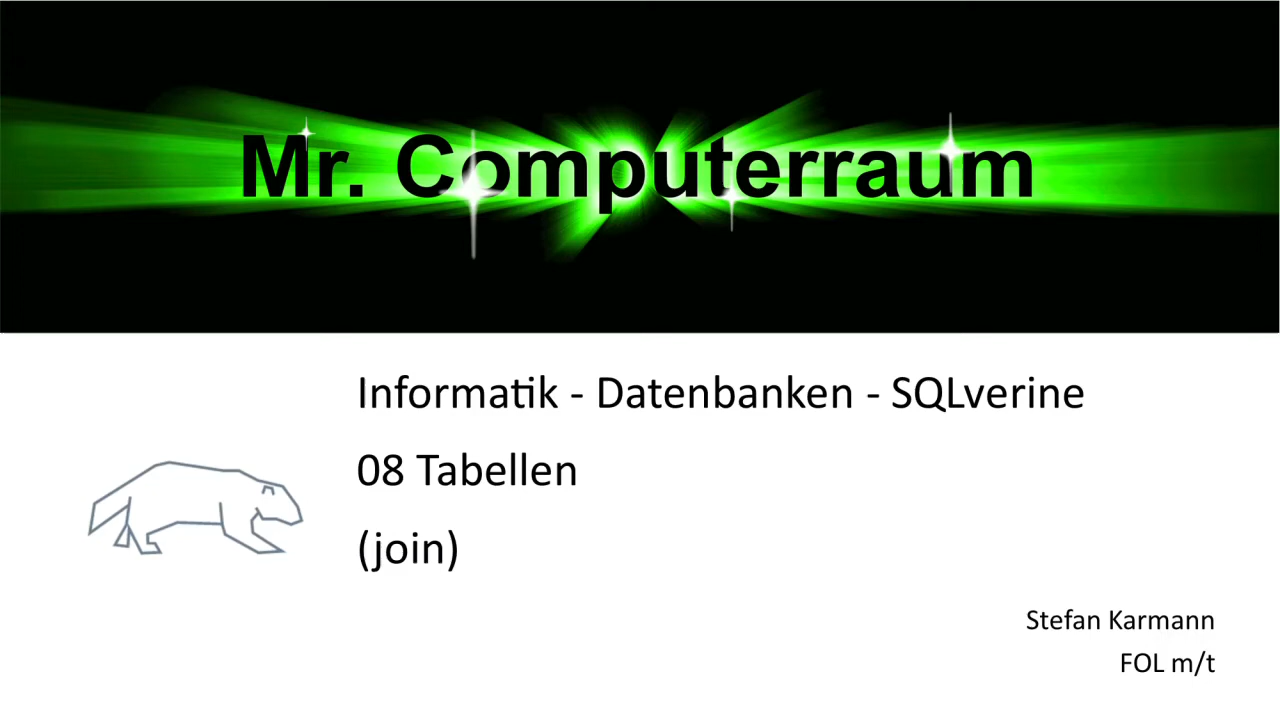 Mr. Computerraum
Informatik - Datenbanken - SQLverine
08 Tabellen
(join)
Stefan Karmann
FOL m/t